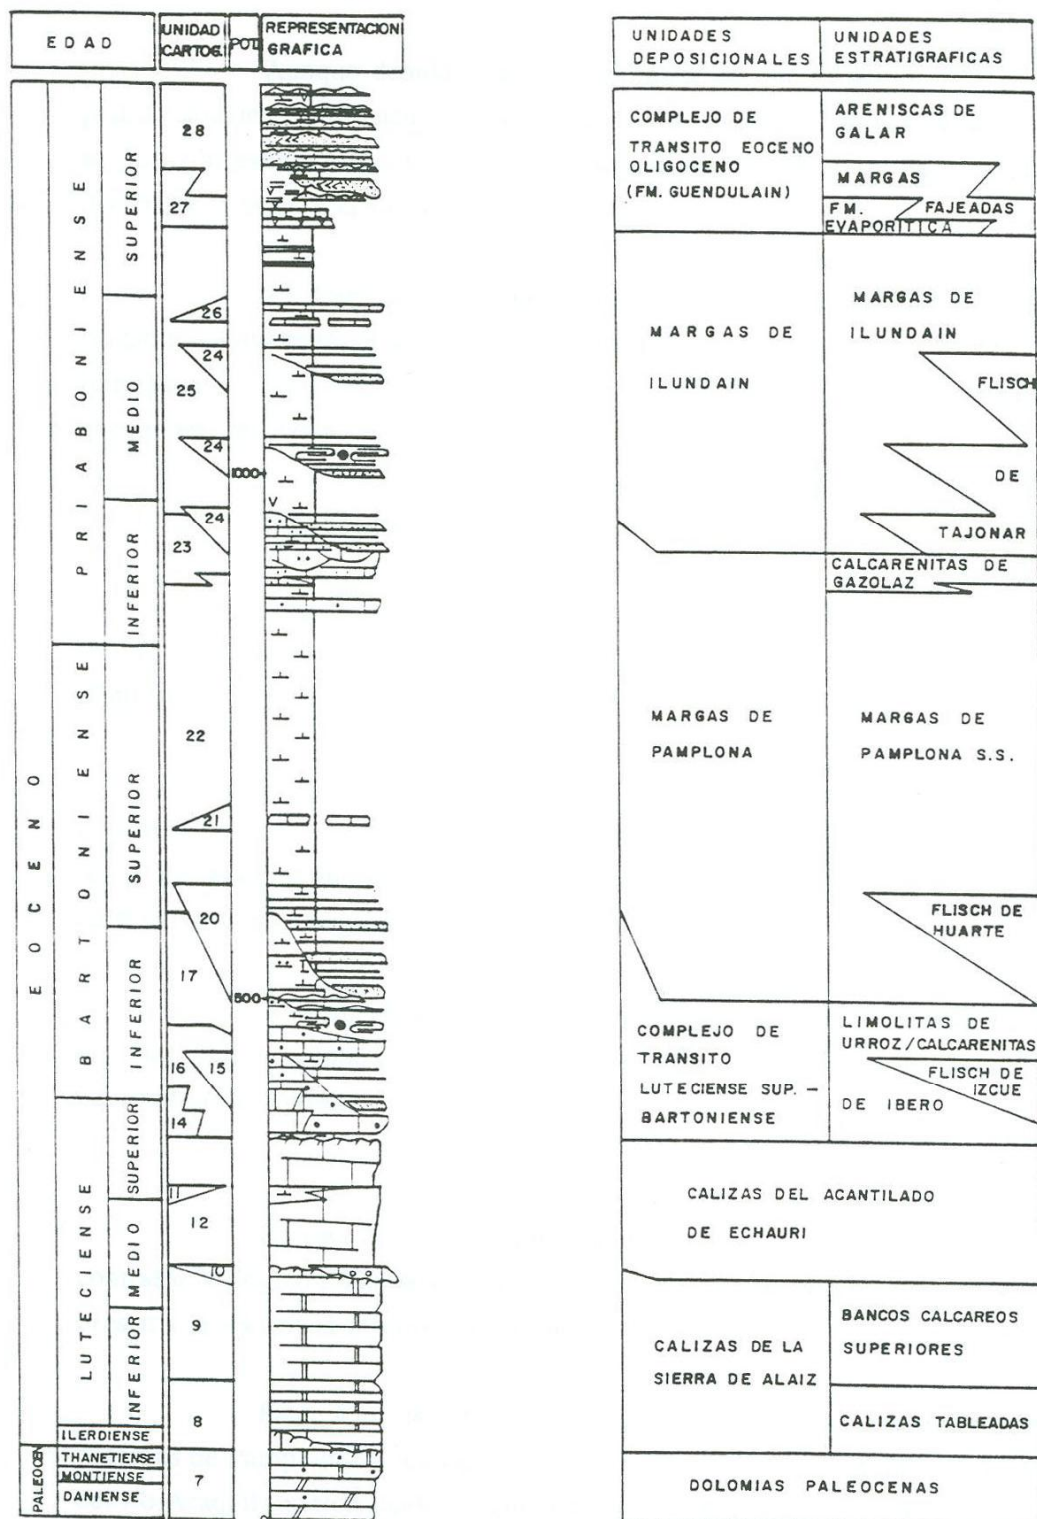 EDAD
UNIDAD
CARTOG.
POT.
REPRESENTACION
GRAFICA
UNIDADES
DEPOSICIONALES
UNIDADES
ESTRATIGRAFICAS
EOCENO
PALEOCEN
PRIABONIENSE
BARTONIENSE
LUTECIENSE
ILERDIENSE
THANETIENSE
MONTIENSE
DANIENSE
SUPERIOR
MEDIO
INFERIOR
SUPERIOR
INFERIOR
SUPERIOR
MEDIO
INFERIOR
28
27
26
24
25
24
24
23
22
21
20
17
16
15
14
11
12
10
9
8
7
1000
500
0
COMPLEJO DE
TRANSITO EOCENO
OLIGOCENO
(FM. GUENDULAIN)
ARENISCAS DE
GALAR
MARGAS
FM. FAJEADAS
EVAPORITICA
MARGAS DE
ILUNDAIN
MARGAS DE
ILUNDAIN
FLISCH
DE
TAJONAR
CALCARENITAS DE
GAZOLAZ
MARGAS DE
PAMPLONA
MARGAS DE
PAMPLONA S.S.
FLISCH DE
HUARTE
COMPLEJO DE
TRANSITO
LUTECIENSE SUP. –
BARTONIENSE
LIMOLITAS DE
URROZ/CALCARENITAS
FLISCH DE
IZCUE
DE IBERO
CALIZAS DEL ACANTILADO
DE ECHAURI
CALIZAS DE LA
SIERRA DE ALAIZ
BANCOS CALCAREOS
SUPERIORES
CALIZAS TABLEADAS
DOLOMIAS PALEOCENAS